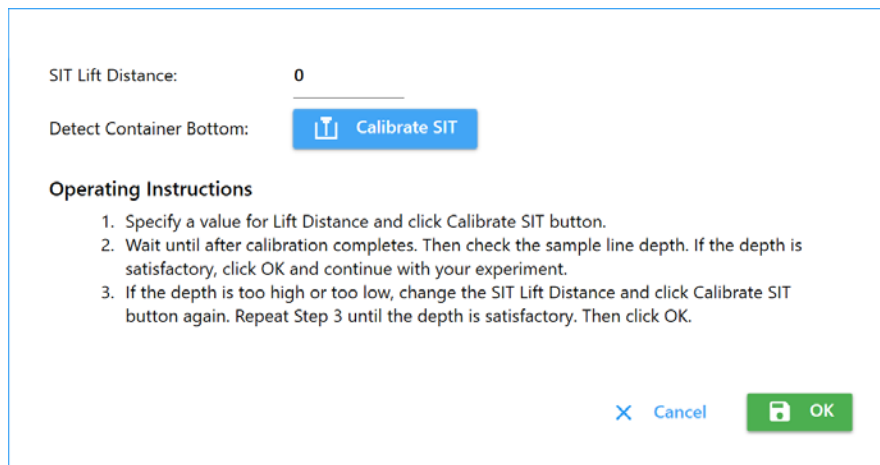 SIT Lift Distance: 0
Detect Container Bottom: Calibrate SIT
Operating Instructions
1. Specify a value for Lift Distance and click Calibrate SIT button.
2. Wait until after calibration completes. Then check the sample line depth. If the depth is
satisfactory, click OK and continue with your experiment.
3. If the depth is too high or too low, change the SIT Lift Distance and click Calibrate SIT
button again. Repeat Step 3 until the depth is satisfactory. Then click OK.
Cancel OK